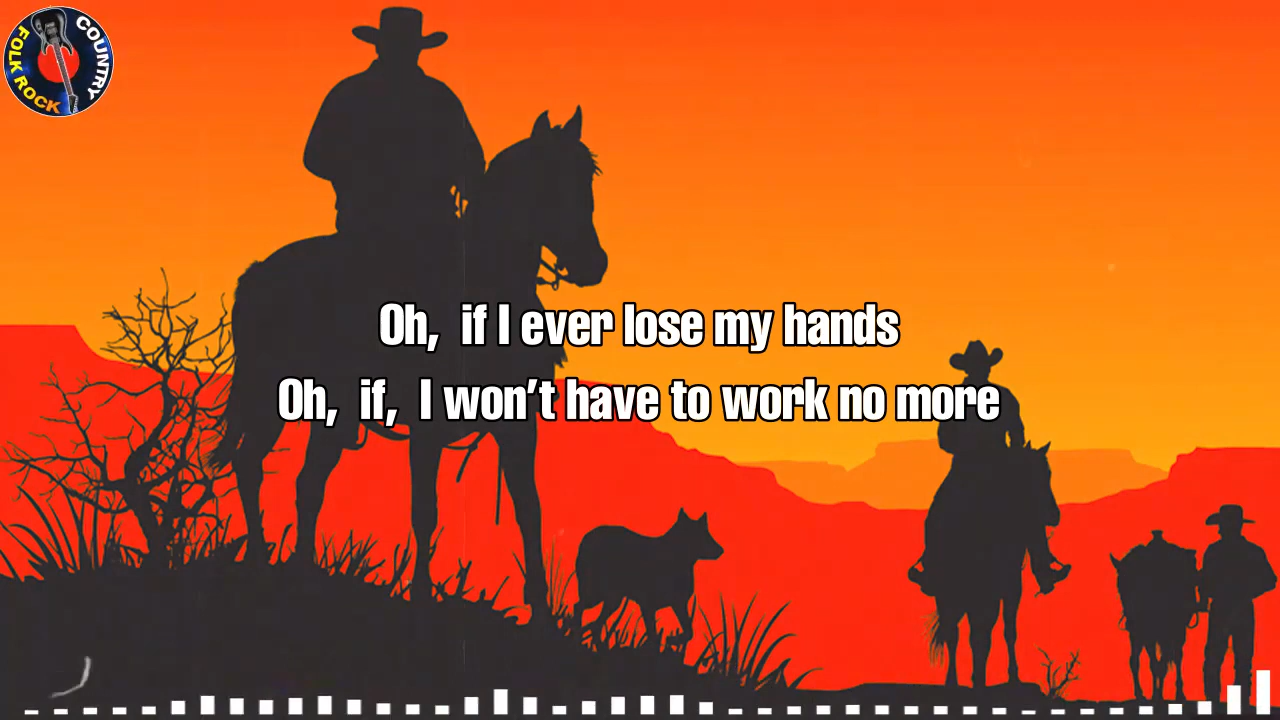 FOLK ROCK
COUNTRY
Oh, if I ever lose my hands
Oh, if, I won't have to work no more